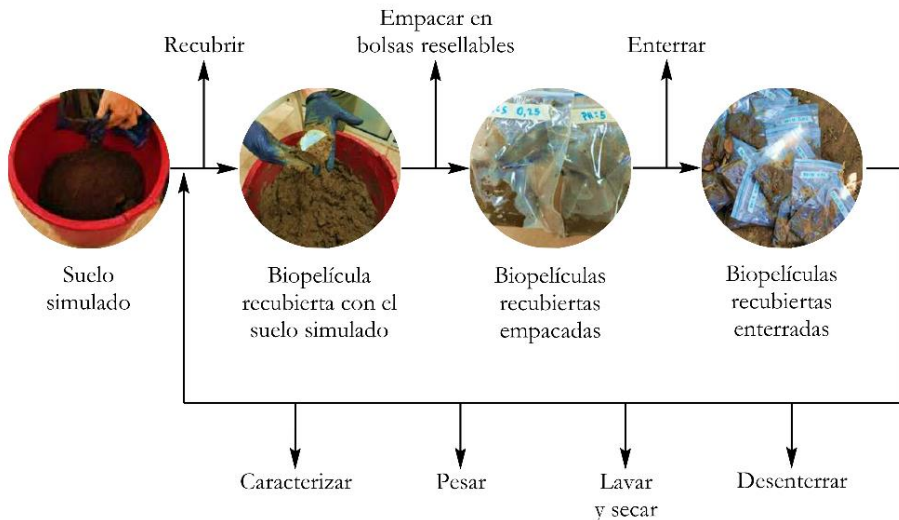 Empacar en
bolsas resellables
Recubrir
Enterrar
Suelo
simulado
Biopelícula
recubierta con el
suelo simulado
Biopelículas
recubiertas
empacadas
Biopelículas
recubiertas
enterradas
Caracterizar
Pesar
Lavar
y secar
Desenterrar